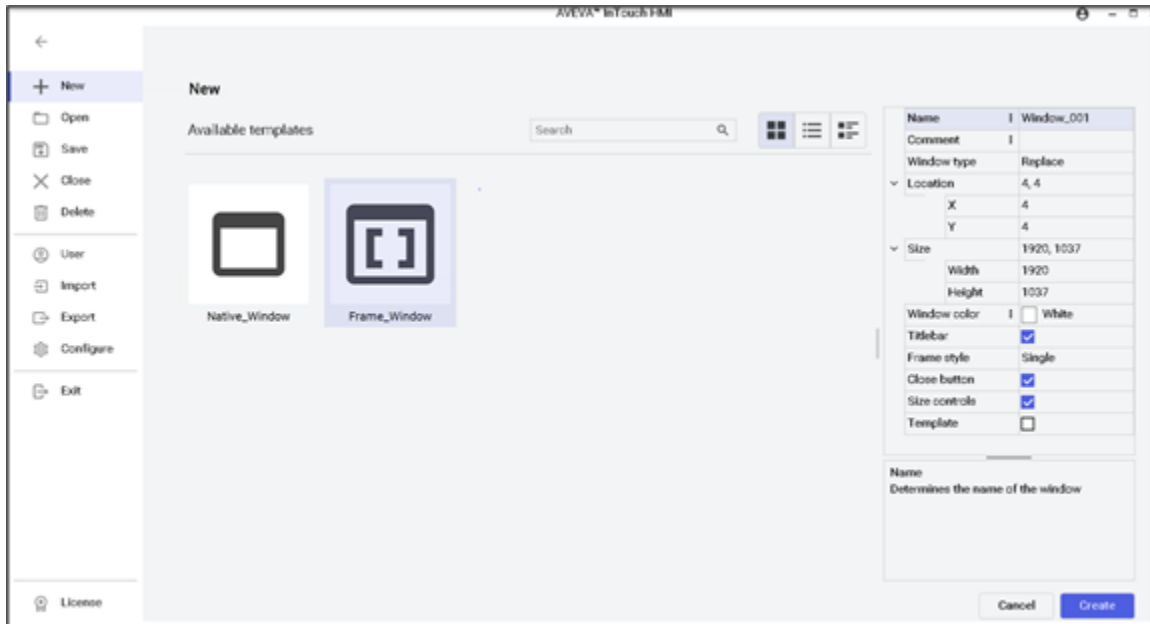 AVEVA™ InTouch HMI
New
Open
Save
Close
Delete
User
Import
Export
Configure
Exit
License
New
Available templates
Search
Native_Window
Frame_Window
Name Window_001
Comment
Window type Replace
Location 4, 4
X 4
Y 4
Size 1920, 1037
Width 1920
Height 1037
Window color White
Titlebar
Frame style Single
Close button
Size controls
Template
Name
Determines the name of the window
Cancel Create